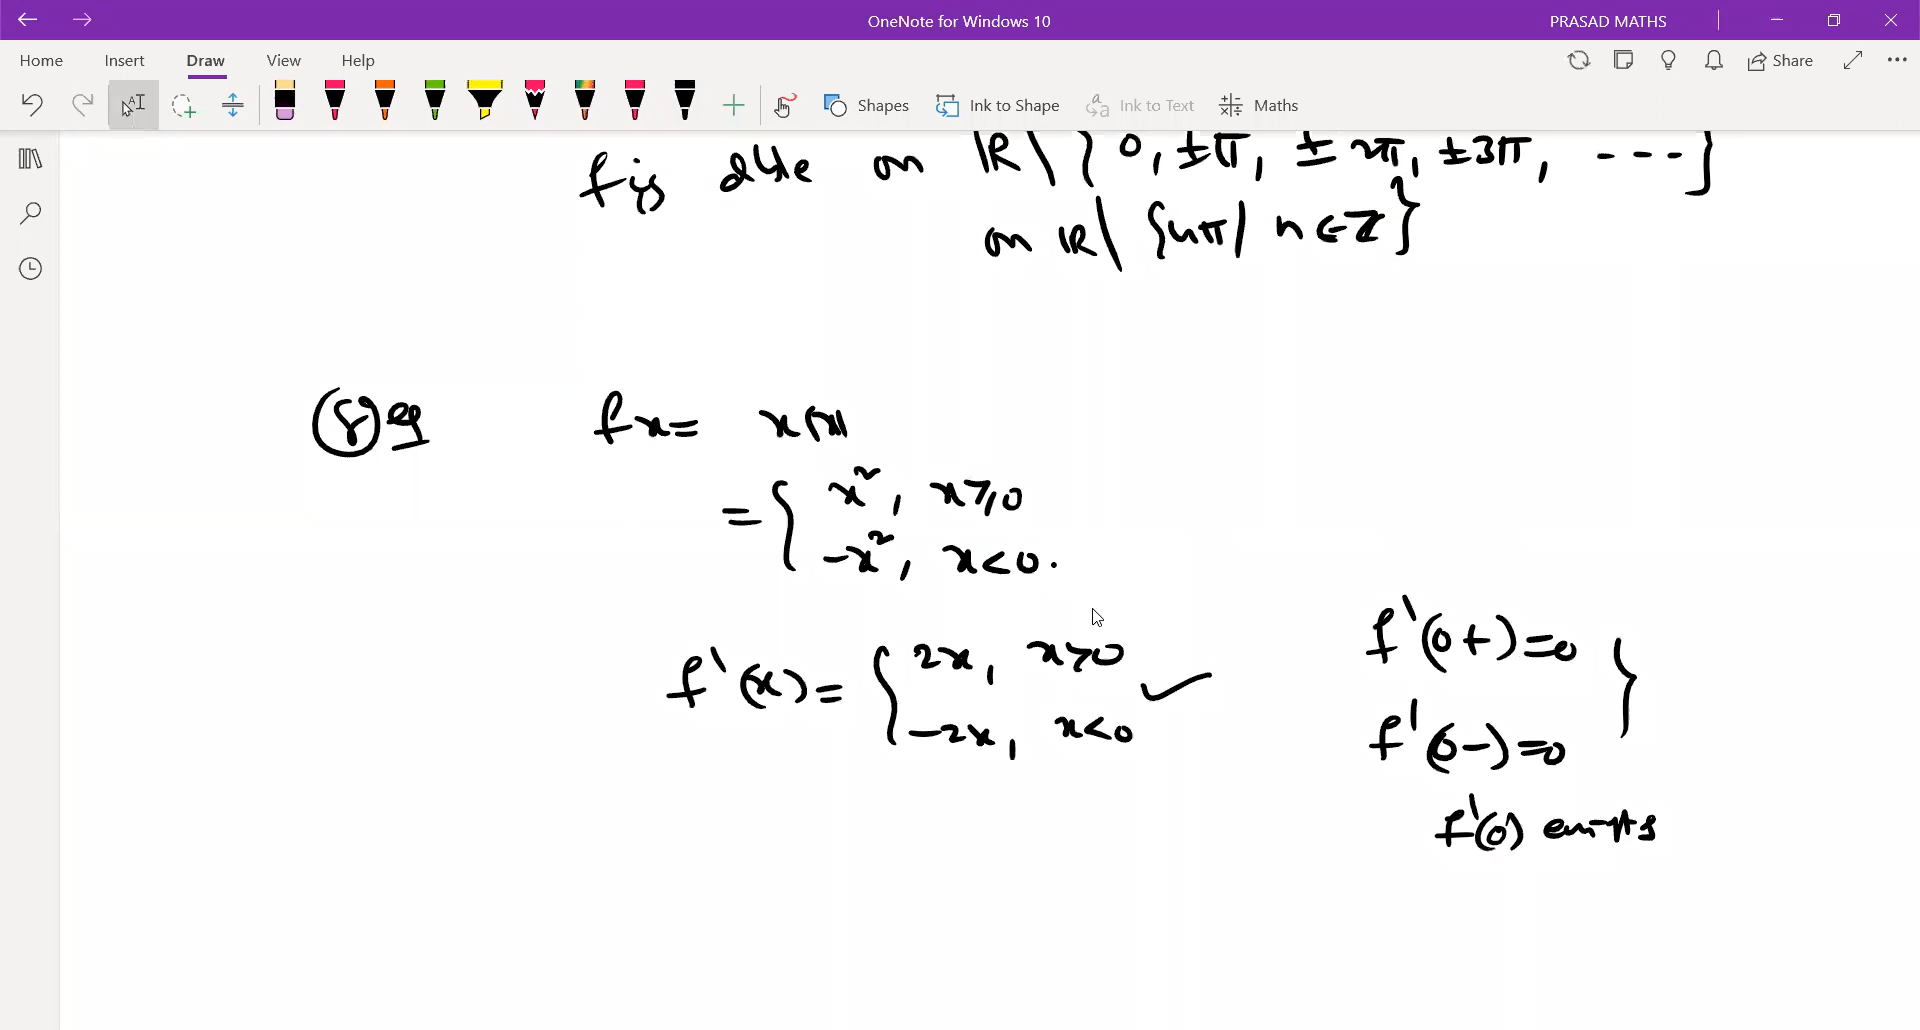 OneNote for Windows 10
PRASAD MATHS
Home Insert Draw View Help
Share
Shapes Ink to Shape Ink to Text Maths
f is dble on ℝ\{0, ±π, ±2π, ±3π, ----}
on ℝ\{nπ | n∈ℤ}
⑧ eg fx = x|x|
= { x², x⩾0
-x², x<0.
f'(x) = { 2x, x>0 ✓
-2x, x<0
f'(0+)=0 }
f'(0-)=0
f'(0) exists